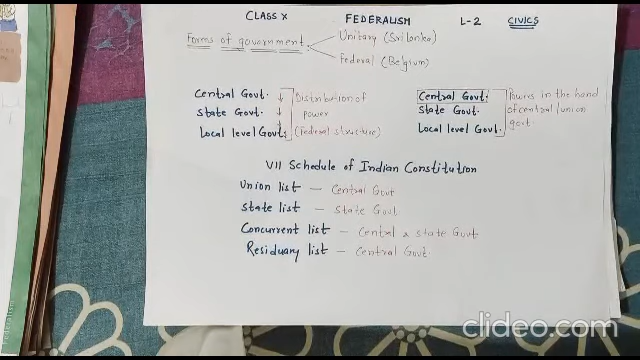 CLASS X FEDERALISM L-2 CIVICS
Forms of government
Unitary (Srilanka)
Federal (Belgium)
Central Govt.
State Govt.
Local level Govt.
Distribution of
power
(Federal structure)
Central Govt.
State Govt.
Local level Govt.
Powers in the hand
of central/union
govt.
VII Schedule of Indian Constitution
Union list – Central Govt
State list – State Govt
Concurrent list – Central & State Govt
Residuary list – Central Govt
clideo.com